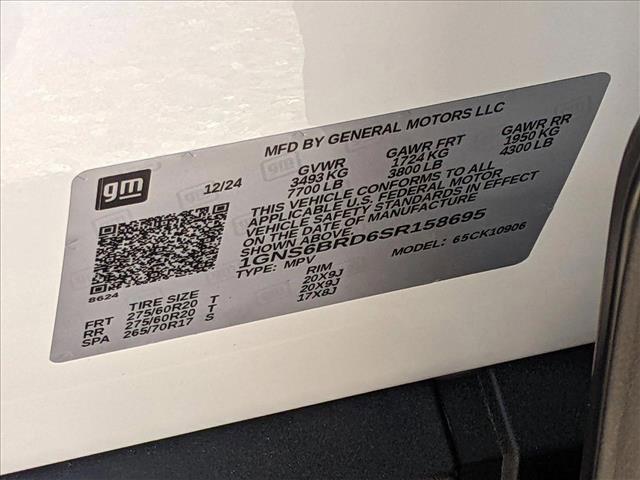 MFD BY GENERAL MOTORS LLC
gm
12/24
GVWR GAWR FRT GAWR RR
3493 KG 1724 KG 1950 KG
7700 LB 3800 LB 4300 LB
THIS VEHICLE CONFORMS TO ALL
APPLICABLE U.S. FEDERAL MOTOR
VEHICLE SAFETY STANDARDS IN EFFECT
ON THE DATE OF MANUFACTURE
SHOWN ABOVE.
1GNS6BRD6SR158695
TYPE: MPV MODEL: 65CK10906
8624
TIRE SIZE RIM
FRT 275/60R20 T 20X9J
RR 275/60R20 T 20X9J
SPA 265/70R17 S 17X8J